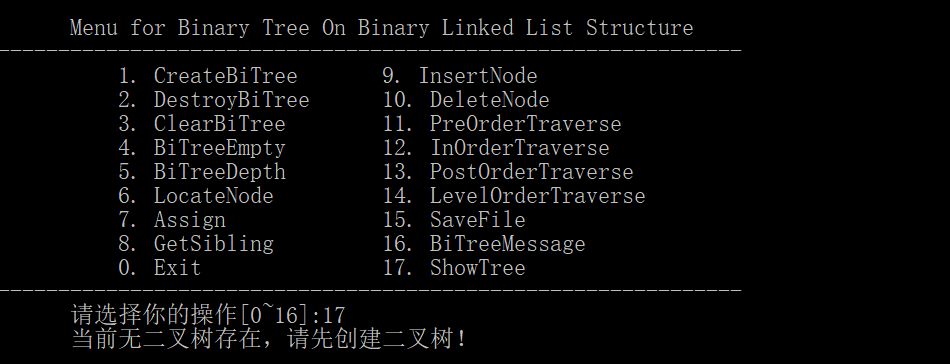 Menu for Binary Tree On Binary Linked List Structure
-------------------------------------------------------------
1. CreateBiTree 9. InsertNode
2. DestroyBiTree 10. DeleteNode
3. ClearBiTree 11. PreOrderTraverse
4. BiTreeEmpty 12. InOrderTraverse
5. BiTreeDepth 13. PostOrderTraverse
6. LocateNode 14. LevelOrderTraverse
7. Assign 15. SaveFile
8. GetSibling 16. BiTreeMessage
0. Exit 17. ShowTree
-------------------------------------------------------------
请选择你的操作[0~16]:17
当前无二叉树存在，请先创建二叉树！